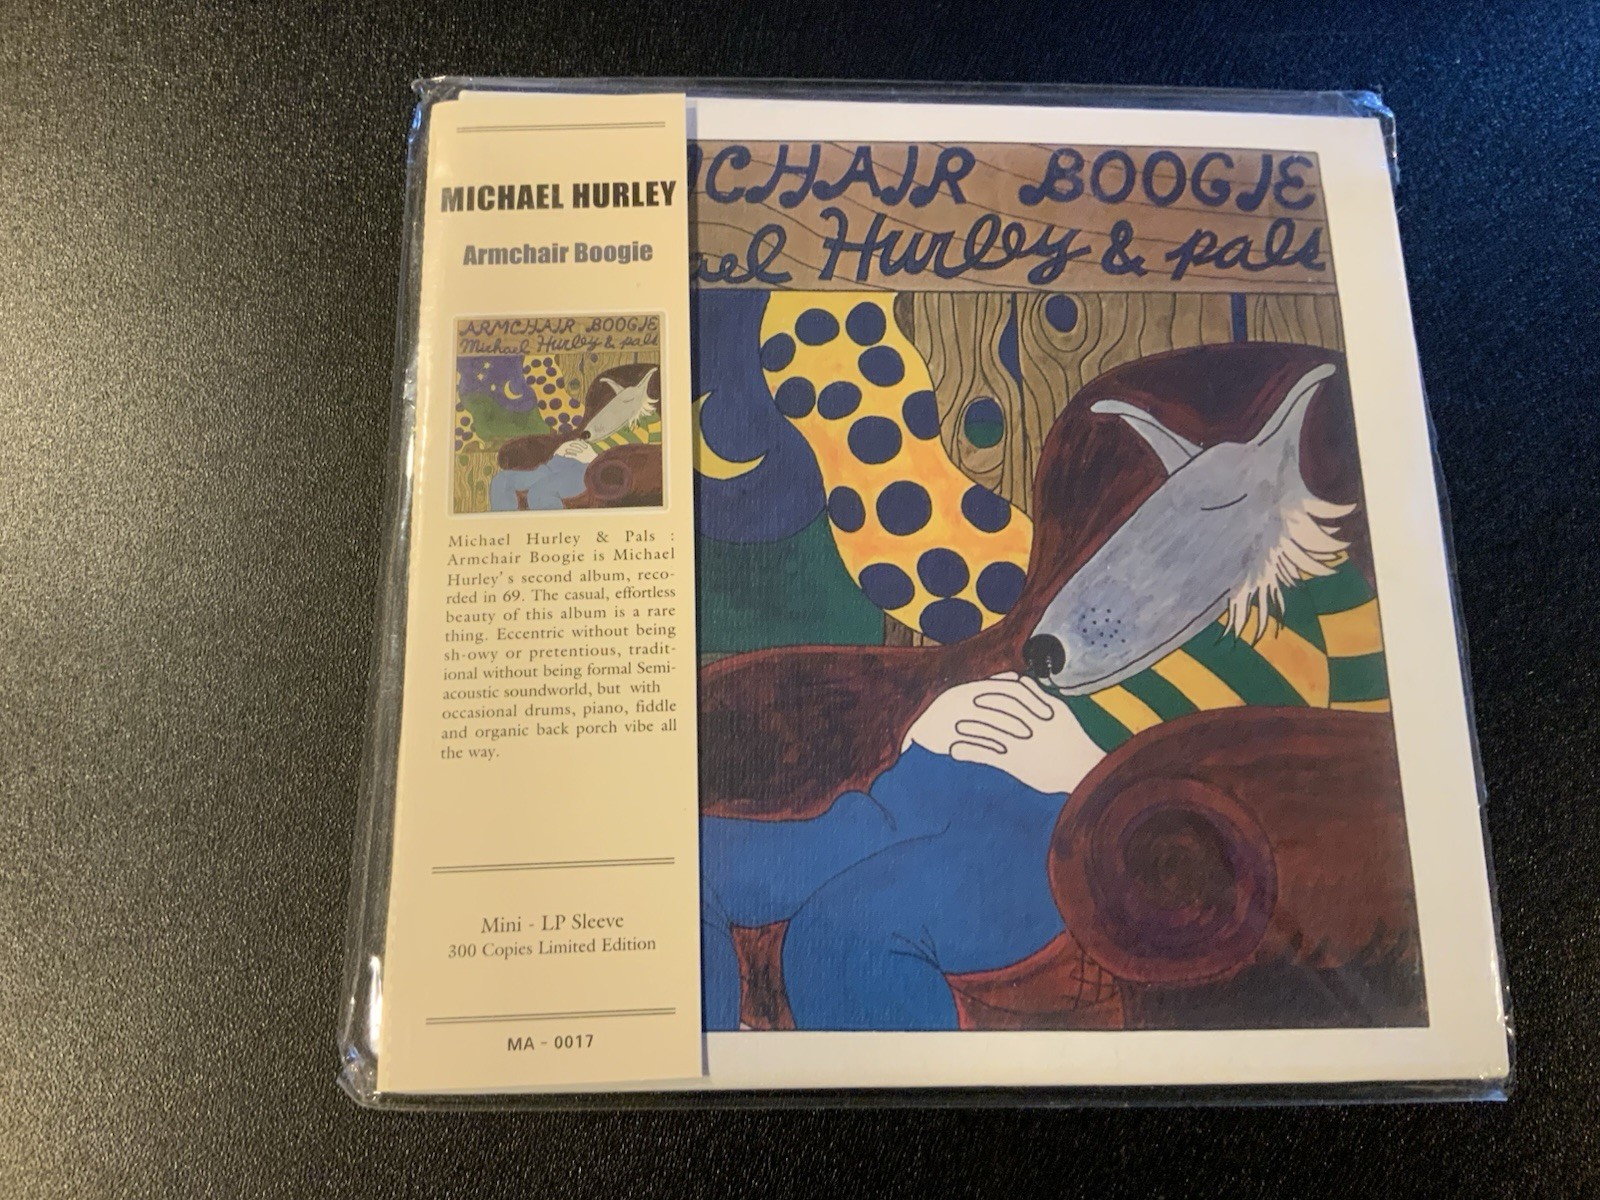 MICHAEL HURLEY
Armchair Boogie
ARMCHAIR BOOGIE
Michael Hurley & pals
Michael Hurley & Pals :
Armchair Boogie is Michael
Hurley's second album, reco-
rded in 69. The casual, effortless
beauty of this album is a rare
thing. Eccentric without being
sh-owy or pretentious, tradit-
ional without being formal Semi-
acoustic soundworld, but with
occasional drums, piano, fiddle
and organic back porch vibe all
the way.
Mini - LP Sleeve
300 Copies Limited Edition
MA - 0017
MCHAIR BOOGIE
ael Hurley & pals